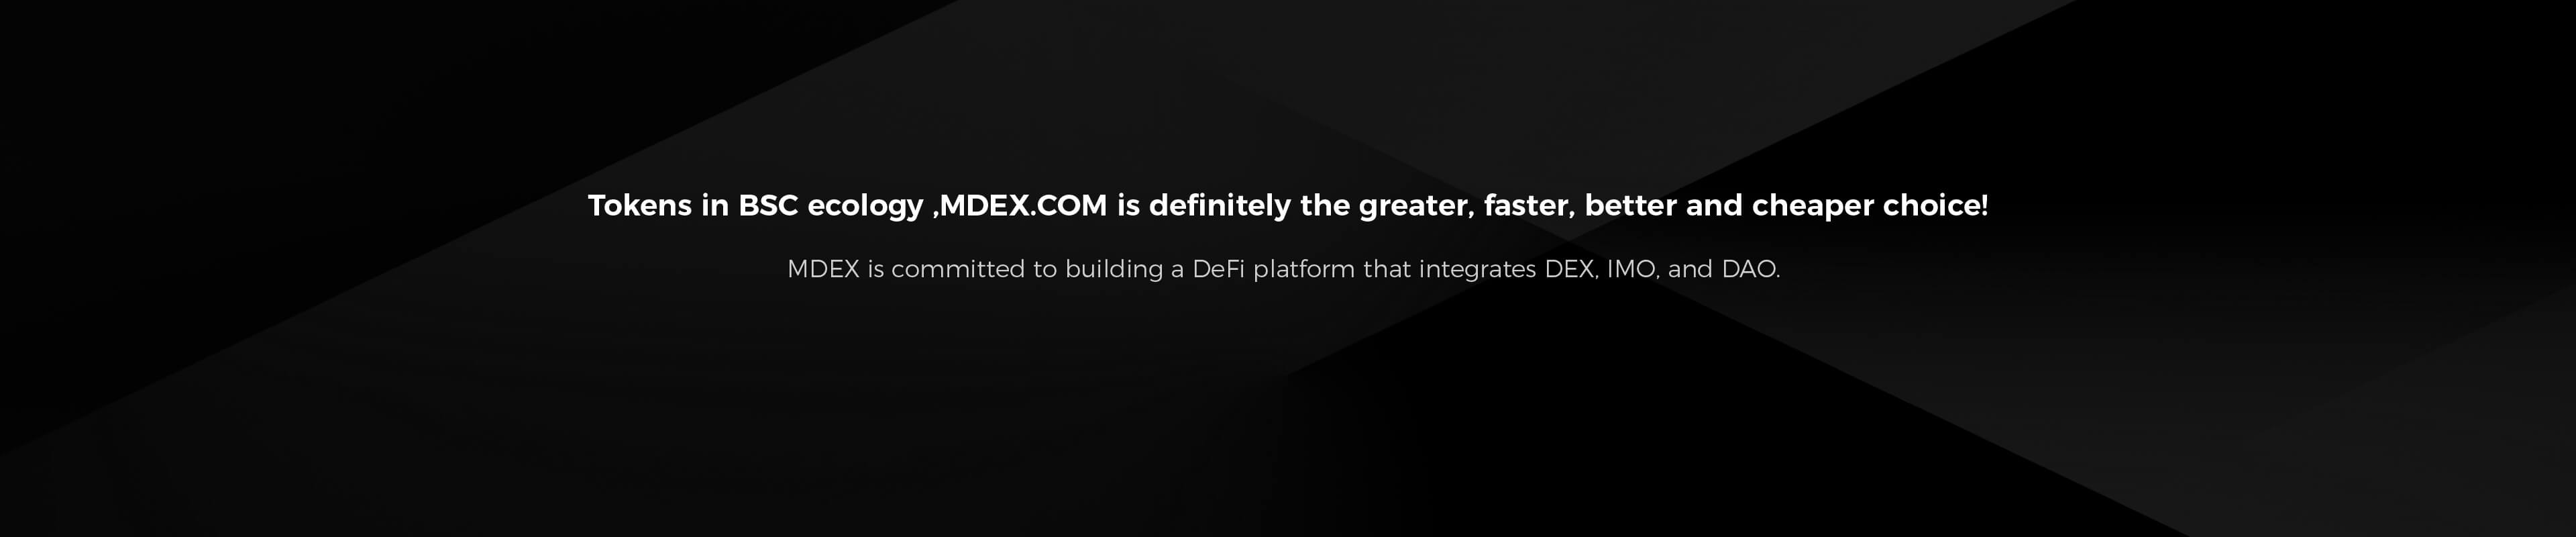 Tokens in BSC ecology ,MDEX.COM is definitely the greater, faster, better and cheaper choice!
MDEX is committed to building a DeFi platform that integrates DEX, IMO, and DAO.